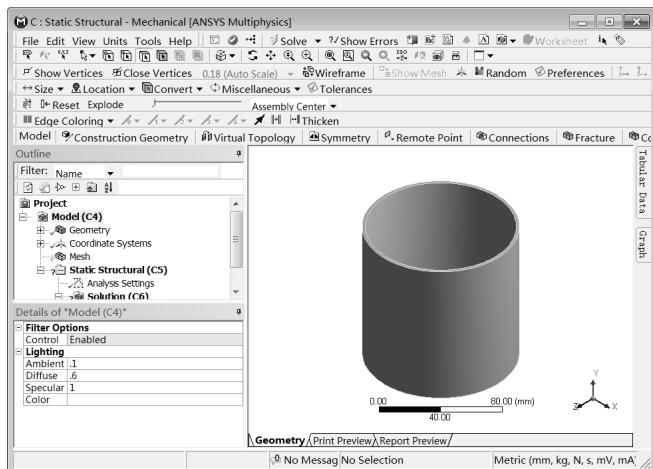 C : Static Structural - Mechanical [ANSYS Multiphysics]
File Edit View Units Tools Help Solve ?/ Show Errors Worksheet
Show Vertices Close Vertices 0.18 (Auto Scale) Wireframe Show Mesh Random Preferences
Size Location Convert Miscellaneous Tolerances
Reset Explode Assembly Center
Edge Coloring Thicken
Model Construction Geometry Virtual Topology Symmetry Remote Point Connections Fracture Co
Outline
Filter: Name
Project
Model (C4)
Geometry
Coordinate Systems
Mesh
Static Structural (C5)
Analysis Settings
Solution (C6)
Details of "Model (C4)"
Filter Options
Control Enabled
Lighting
Ambient .1
Diffuse .6
Specular 1
Color
0.00 80.00 (mm)
40.00
Y
Z X
Geometry Print Preview Report Preview
Tabular Data
Graph
0 No Messag No Selection Metric (mm, kg, N, s, mV, mA